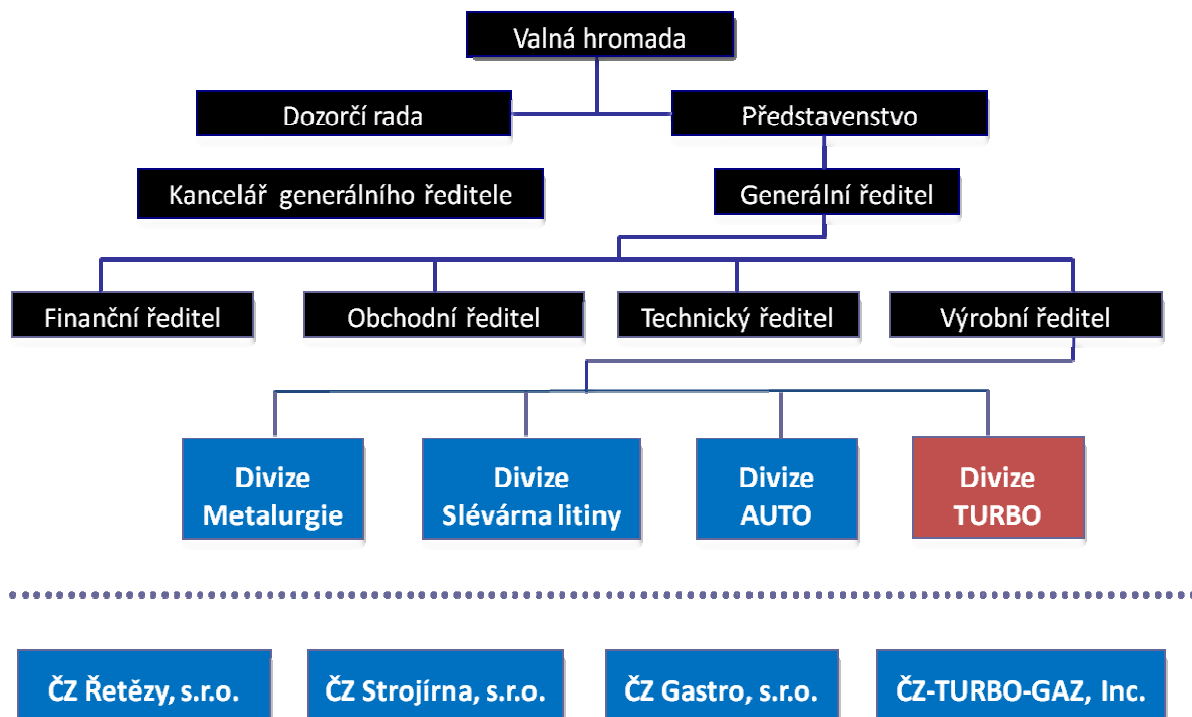 Valná hromada
Dozorčí rada
Představenstvo
Kancelář generálního ředitele
Generální ředitel
Finanční ředitel
Obchodní ředitel
Technický ředitel
Výrobní ředitel
Divize
Metalurgie
Divize
Slévárna litiny
Divize
AUTO
Divize
TURBO
ČZ Řetězy, s.r.o.
ČZ Strojírna, s.r.o.
ČZ Gastro, s.r.o.
ČZ-TURBO-GAZ, Inc.